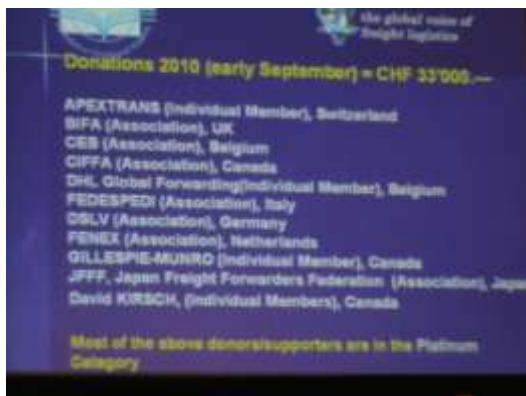 the global voice of
freight logistics
Donations 2010 (early September) = CHF 33'000.—
APEXTRANS (Individual Member), Switzerland
BIFA (Association), UK
CEB (Association), Belgium
CIFFA (Association), Canada
DHL Global Forwarding(Individual Member), Belgium
FEDESPEDI (Association), Italy
DSLV (Association), Germany
FENEX (Association), Netherlands
GILLESPIE-MUNRO (Individual Member), Canada
JFFF, Japan Freight Forwarders Federation (Association), Japa
David KIRSCH, (Individual Members), Canada
Most of the above donors/supporters are in the Platinum
Category